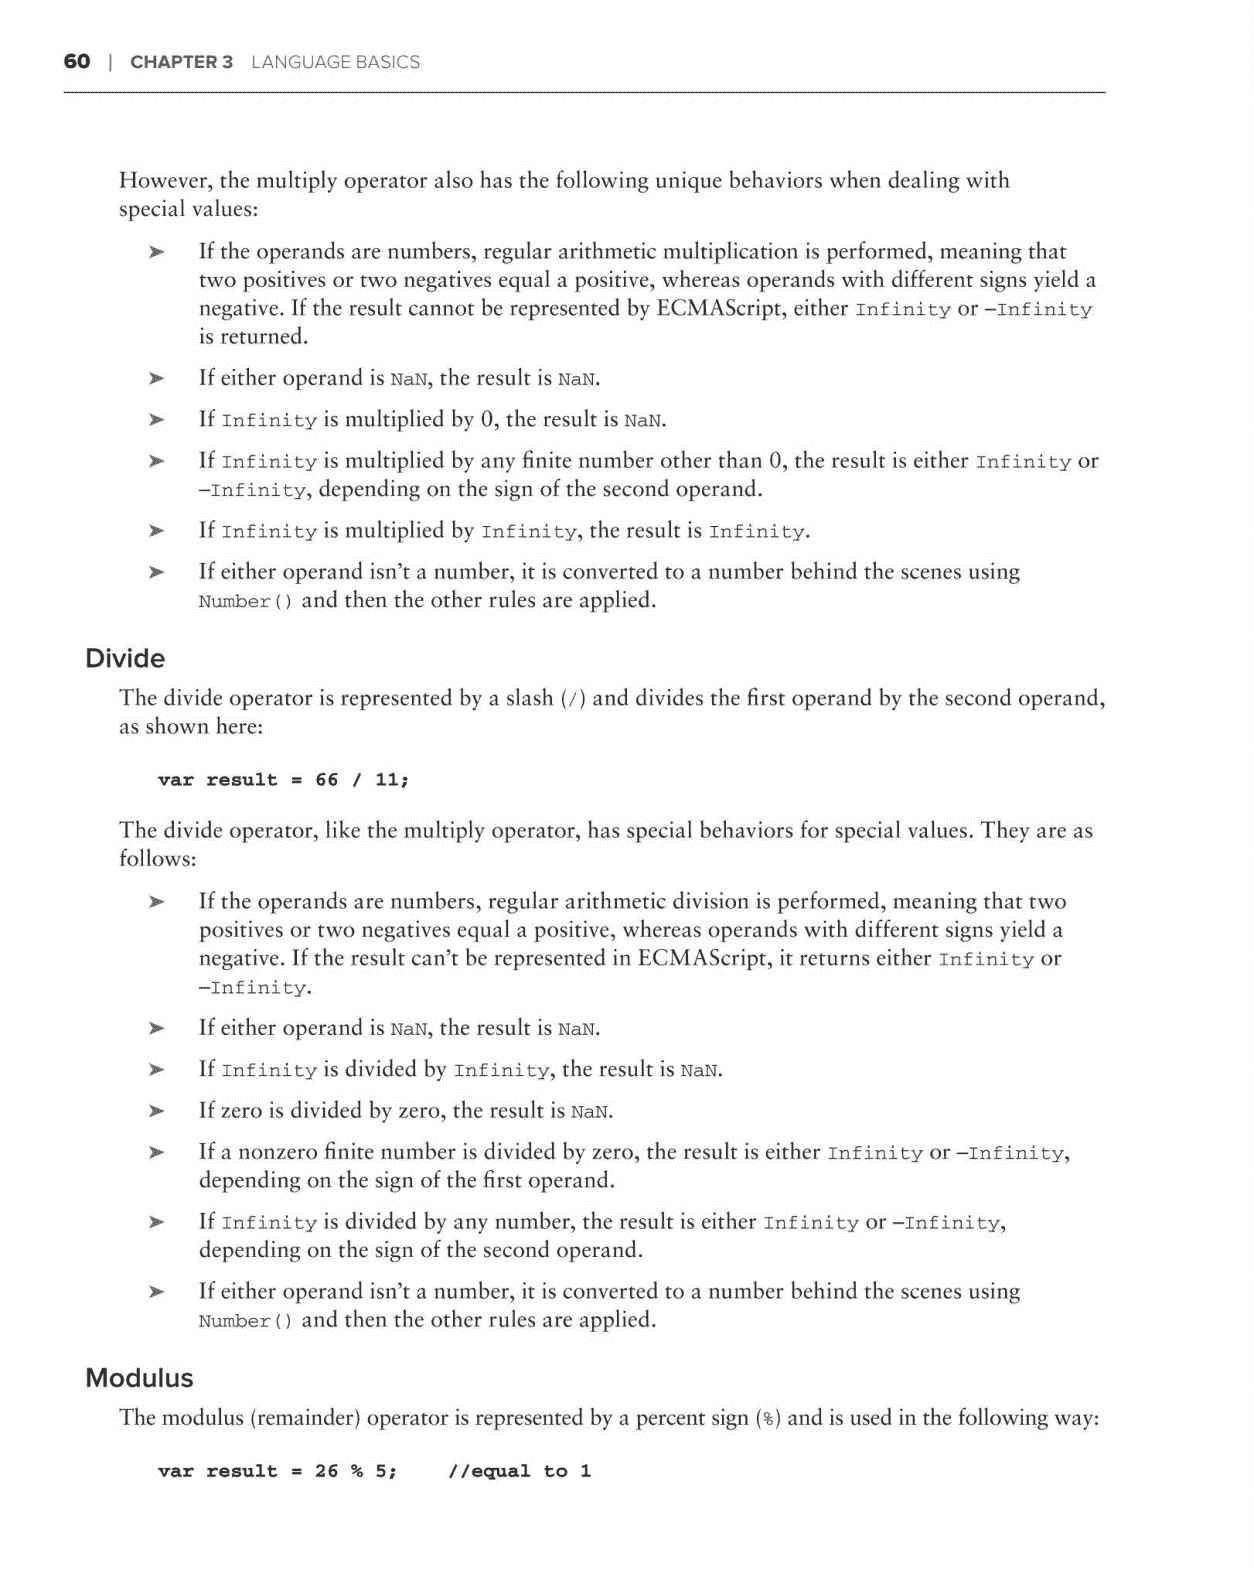 60 | CHAPTER 3 LANGUAGE BASICS
However, the multiply operator also has the following unique behaviors when dealing with
special values:
➤ If the operands are numbers, regular arithmetic multiplication is performed, meaning that
two positives or two negatives equal a positive, whereas operands with different signs yield a
negative. If the result cannot be represented by ECMAScript, either Infinity or –Infinity
is returned.
➤ If either operand is NaN, the result is NaN.
➤ If Infinity is multiplied by 0, the result is NaN.
➤ If Infinity is multiplied by any finite number other than 0, the result is either Infinity or
–Infinity, depending on the sign of the second operand.
➤ If Infinity is multiplied by Infinity, the result is Infinity.
➤ If either operand isn’t a number, it is converted to a number behind the scenes using
Number() and then the other rules are applied.
Divide
The divide operator is represented by a slash (/) and divides the first operand by the second operand,
as shown here:
var result = 66 / 11;
The divide operator, like the multiply operator, has special behaviors for special values. They are as
follows:
➤ If the operands are numbers, regular arithmetic division is performed, meaning that two
positives or two negatives equal a positive, whereas operands with different signs yield a
negative. If the result can’t be represented in ECMAScript, it returns either Infinity or
–Infinity.
➤ If either operand is NaN, the result is NaN.
➤ If Infinity is divided by Infinity, the result is NaN.
➤ If zero is divided by zero, the result is NaN.
➤ If a nonzero finite number is divided by zero, the result is either Infinity or –Infinity,
depending on the sign of the first operand.
➤ If Infinity is divided by any number, the result is either Infinity or –Infinity,
depending on the sign of the second operand.
➤ If either operand isn’t a number, it is converted to a number behind the scenes using
Number() and then the other rules are applied.
Modulus
The modulus (remainder) operator is represented by a percent sign (%) and is used in the following way:
var result = 26 % 5; //equal to 1